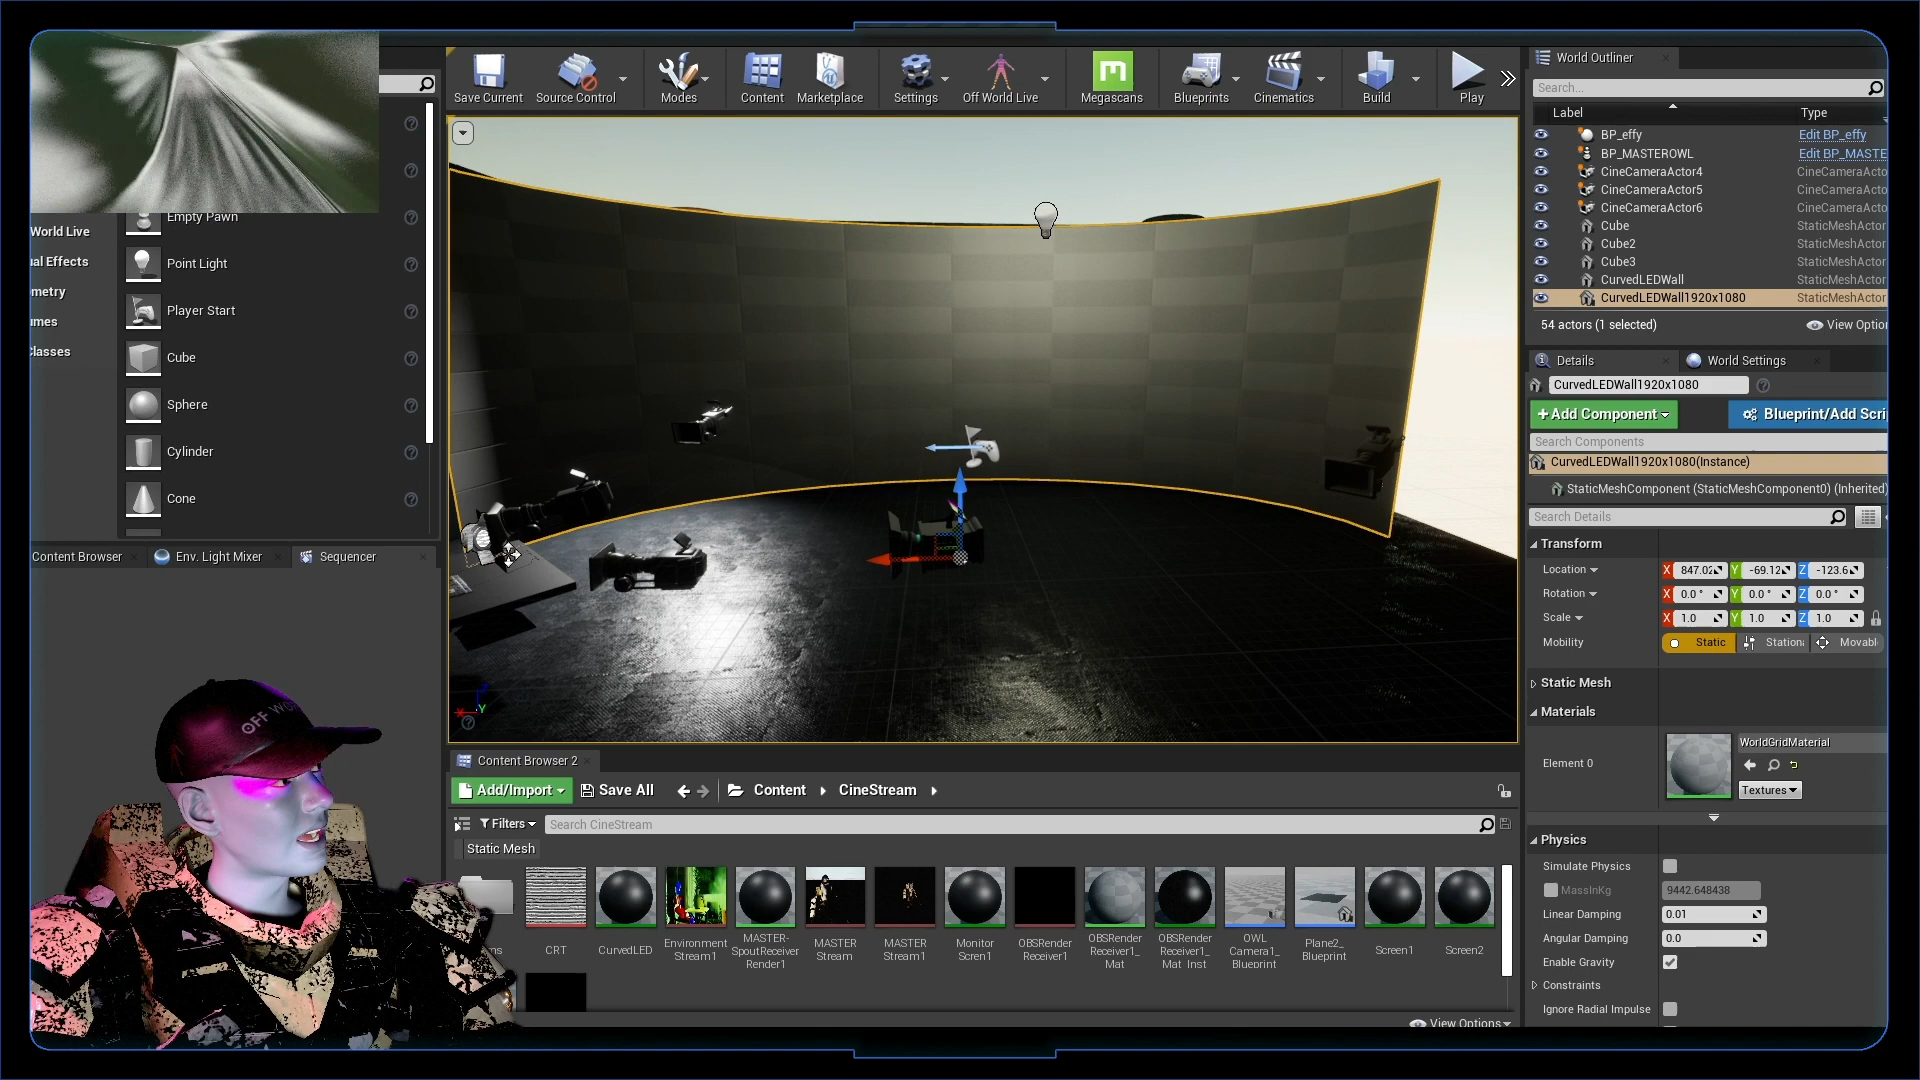 Save Current
Source Control
Modes
Content
Marketplace
Settings
Off World Live
Megascans
Blueprints
Cinematics
Build
Play
World Outliner
Search...
Label
Type
BP_effy
Edit BP_effy
BP_MASTEROWL
Edit BP_MASTE
CineCameraActor4
CineCameraActo
CineCameraActor5
CineCameraActo
CineCameraActor6
CineCameraActo
Cube
StaticMeshActor
Cube2
StaticMeshActor
Cube3
StaticMeshActor
CurvedLEDWall
StaticMeshActor
CurvedLEDWall1920x1080
StaticMeshActor
54 actors (1 selected)
View Option
World Live
ual Effects
metry
umes
Classes
Empty Pawn
Point Light
Player Start
Cube
Sphere
Cylinder
Cone
Details
World Settings
CurvedLEDWall1920x1080
+Add Component
Blueprint/Add Scri
Search Components
CurvedLEDWall1920x1080(Instance)
StaticMeshComponent (StaticMeshComponent0) (Inherited)
Search Details
Transform
Location
X 847.02
Y -69.12
Z -123.6
Rotation
X 0.0 °
Y 0.0 °
Z 0.0 °
Scale
X 1.0
Y 1.0
Z 1.0
Mobility
Static
Stationa
Movabl
Static Mesh
Materials
Element 0
WorldGridMaterial
Textures
Physics
Simulate Physics
MassInKg
9442.648438
Linear Damping
0.01
Angular Damping
0.0
Enable Gravity
Constraints
Ignore Radial Impulse
Content Browser
Env. Light Mixer
Sequencer
OFF WO
Z
X
Y
Content Browser 2
Add/Import
Save All
Content
CineStream
Filters
Search CineStream
Static Mesh
ms
CRT
CurvedLED
Environment
Stream1
MASTER-
SpoutReceiver
Render1
MASTER
Stream
MASTER
Stream1
Monitor
Scren1
OBSRender
Receiver1
OBSRender
Receiver1_
Mat
OBSRender
Receiver1_
Mat_Inst
OWL
Camera1_
Blueprint
Plane2_
Blueprint
Screen1
Screen2
View Options